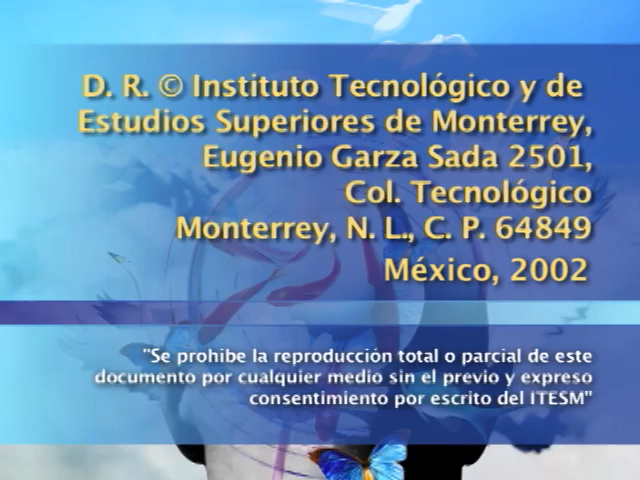 D. R. © Instituto Tecnológico y de
Estudios Superiores de Monterrey,
Eugenio Garza Sada 2501,
Col. Tecnológico
Monterrey, N. L., C. P. 64849
México, 2002
"Se prohibe la reproducción total o parcial de este
documento por cualquier medio sin el previo y expreso
consentimiento por escrito del ITESM"